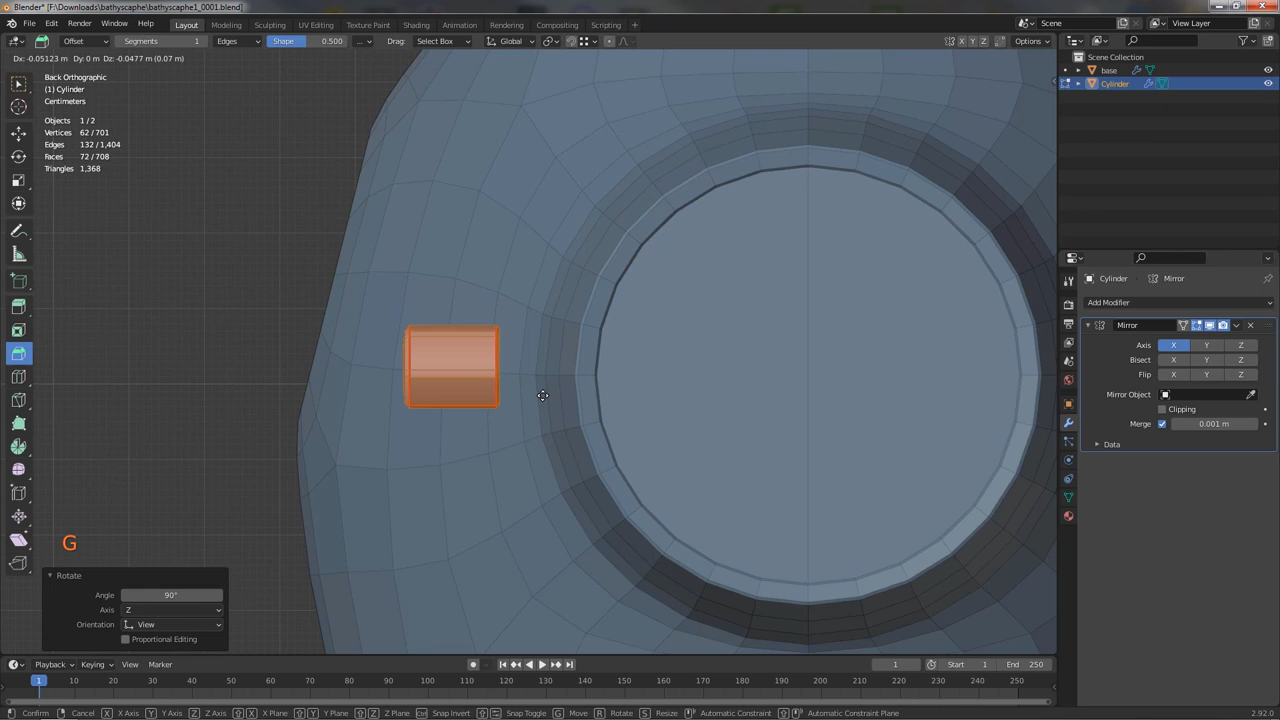 Blender* [F:\Downloads\bathyscaphe\bathyscaphe1_0001.blend]
File Edit Render Window Help Layout Modeling Sculpting UV Editing Texture Paint Shading Animation Rendering Compositing Scripting Scene View Layer
Offset Segments 1 Edges Shape 0.500 ... Drag: Select Box Global X Y Z Options
Dx: -0.05123 m Dy: 0 m Dz: -0.0477 m (0.07 m)
Back Orthographic
(1) Cylinder
Centimeters
Objects 1 / 2
Vertices 62 / 701
Edges 132 / 1,404
Faces 72 / 708
Triangles 1,368
G
Rotate
Angle 90°
Axis Z
Orientation View
Proportional Editing
Scene Collection
base
Cylinder
Cylinder Mirror
Add Modifier
Mirror
Axis X Y Z
Bisect X Y Z
Flip X Y Z
Mirror Object
Clipping
Merge 0.001 m
Data
Playback Keying View Marker 1 Start 1 End 250
1 10 20 30 40 50 60 70 80 90 100 110 120 130 140 150 160 170 180 190 200 210 220 230 240 250
Confirm Cancel X X Axis Y Y Axis Z Z Axis X X Plane Y Y Plane Z Z Plane Snap Invert Snap Toggle G Move R Rotate S Resize Automatic Constraint Automatic Constraint Plane 2.92.0